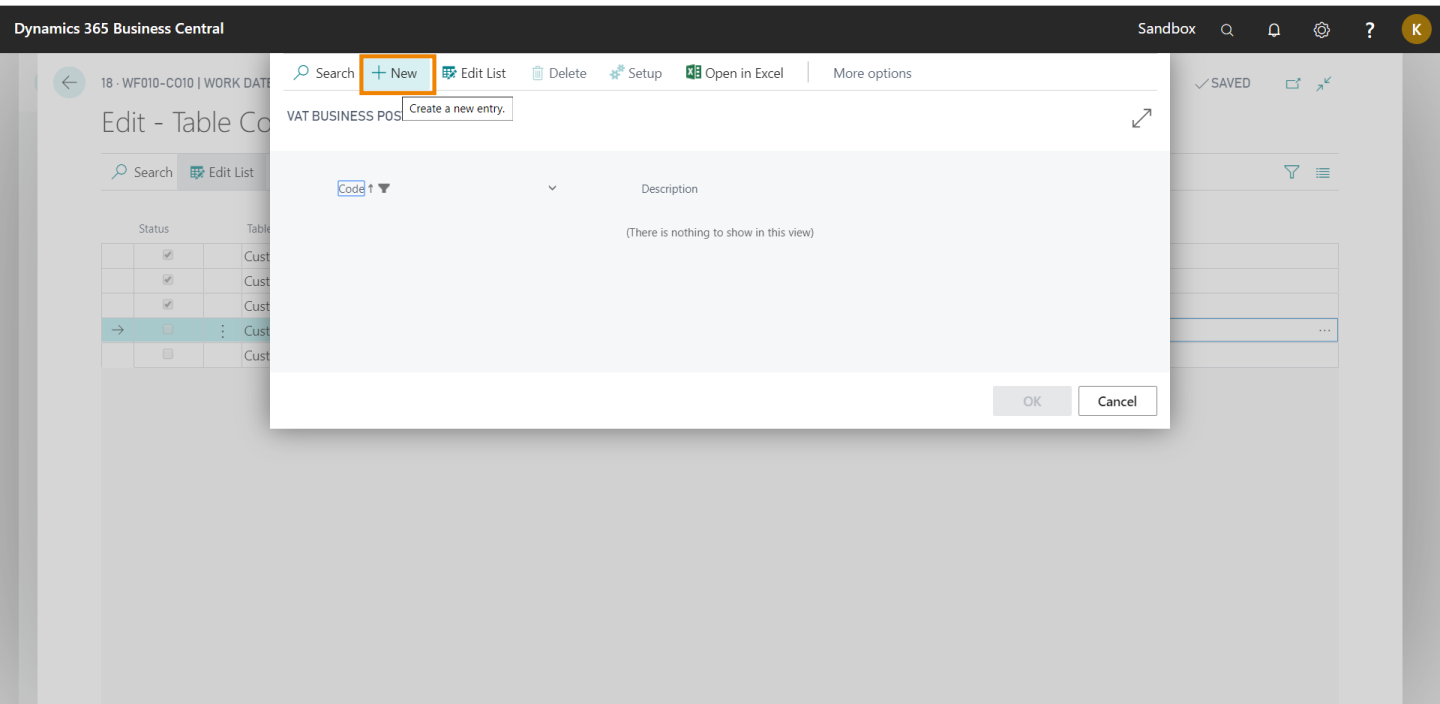 Dynamics 365 Business Central Sandbox ? K
18 · WF010-C010 | WORK DATE SAVED
Edit - Table Co
Search Edit List
Status Table
Cust
Cust
Cust
Cust
Cust
Search New Edit List Delete Setup Open in Excel More options
Create a new entry.
VAT BUSINESS POS
Code ↑ Description
(There is nothing to show in this view)
OK Cancel